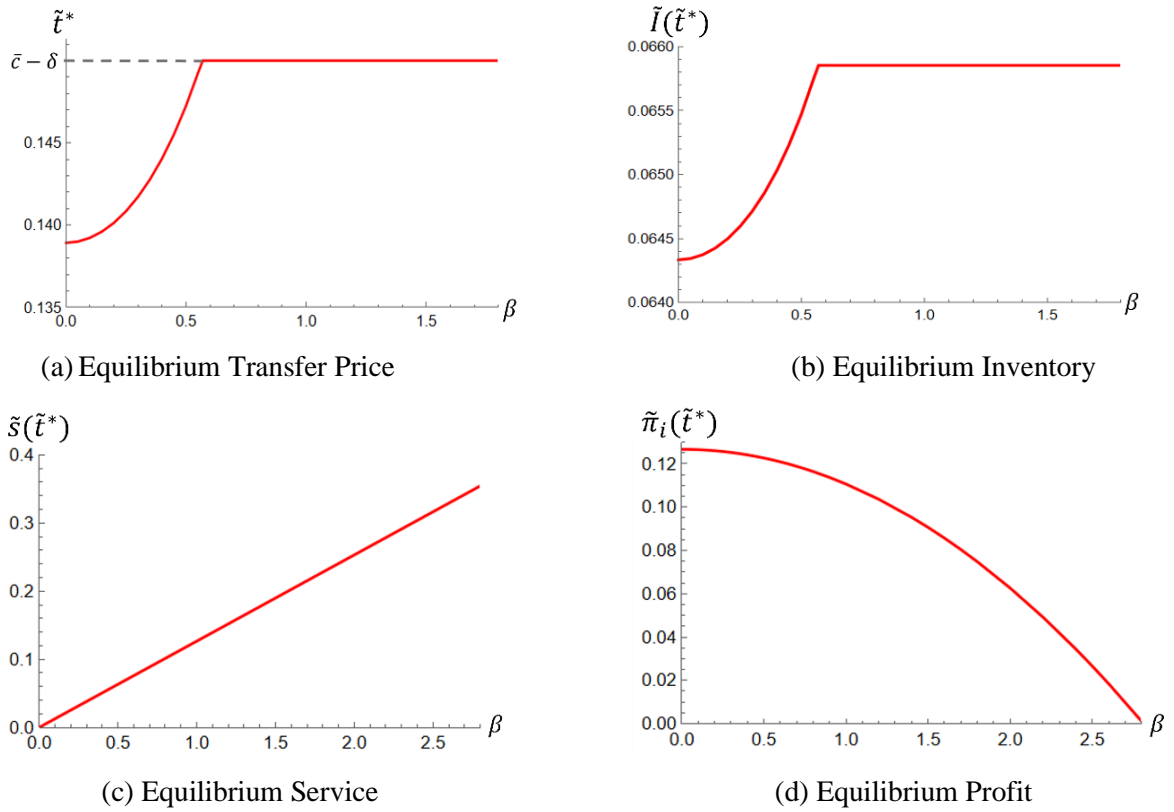 t̃*
c̄ − δ
0.145
0.140
0.135
0.0 0.5 1.0 1.5 β
(a) Equilibrium Transfer Price
Ĩ(t̃*)
0.0660
0.0655
0.0650
0.0645
0.0640
0.0 0.5 1.0 1.5 β
(b) Equilibrium Inventory
s̃(t̃*)
0.4
0.3
0.2
0.1
0.0
0.0 0.5 1.0 1.5 2.0 2.5 β
(c) Equilibrium Service
π̃ᵢ(t̃*)
0.12
0.10
0.08
0.06
0.04
0.02
0.00
0.0 0.5 1.0 1.5 2.0 2.5 β
(d) Equilibrium Profit